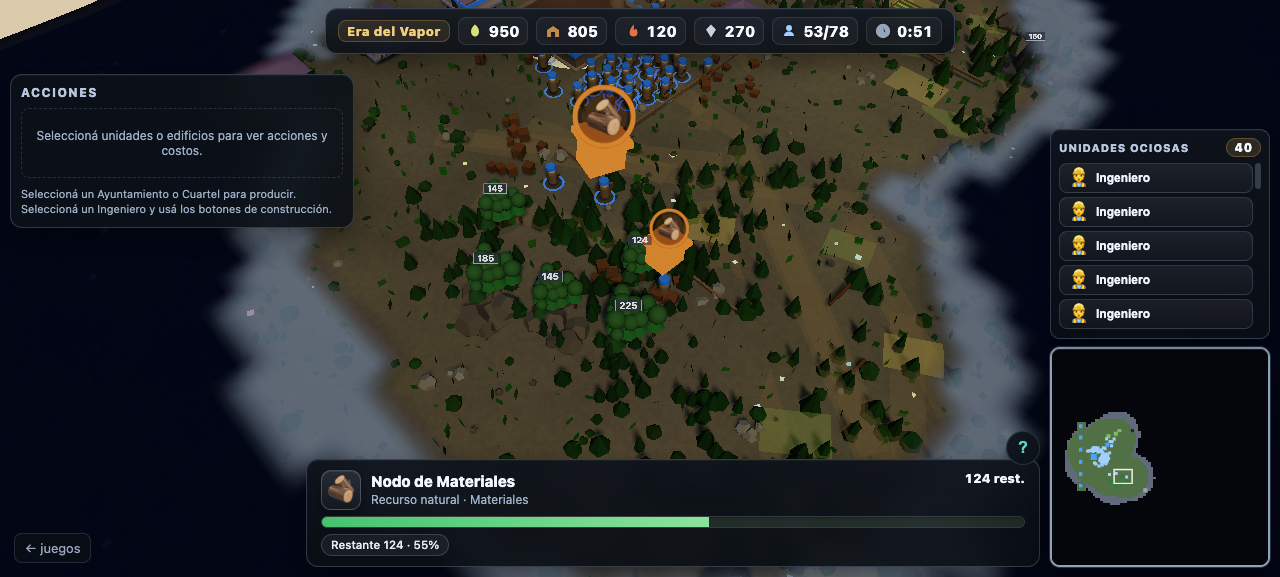 Era del Vapor
950
805
120
270
53/78
0:51
150
ACCIONES
Seleccioná unidades o edificios para ver acciones y
costos.
Seleccioná un Ayuntamiento o Cuartel para producir.
Seleccioná un Ingeniero y usá los botones de construcción.
UNIDADES OCIOSAS
40
Ingeniero
Ingeniero
Ingeniero
Ingeniero
Ingeniero
145
124
185
145
225
?
Nodo de Materiales
124 rest.
Recurso natural · Materiales
Restante 124 · 55%
← juegos